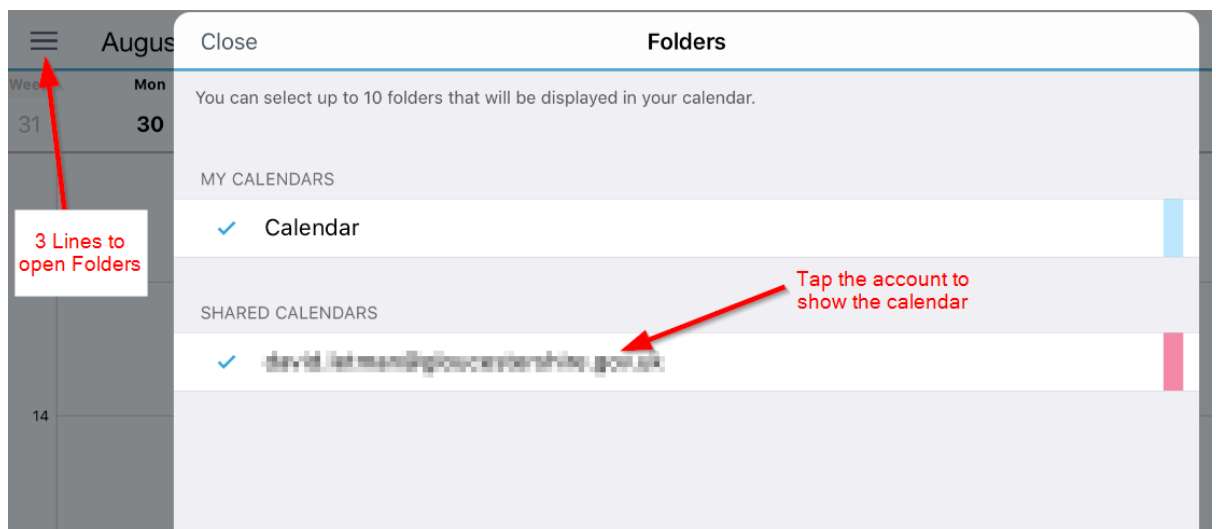 Augus
Close
Folders
Wee
Mon
You can select up to 10 folders that will be displayed in your calendar.
31
30
MY CALENDARS
Calendar
3 Lines to
open Folders
Tap the account to
show the calendar
SHARED CALENDARS
14